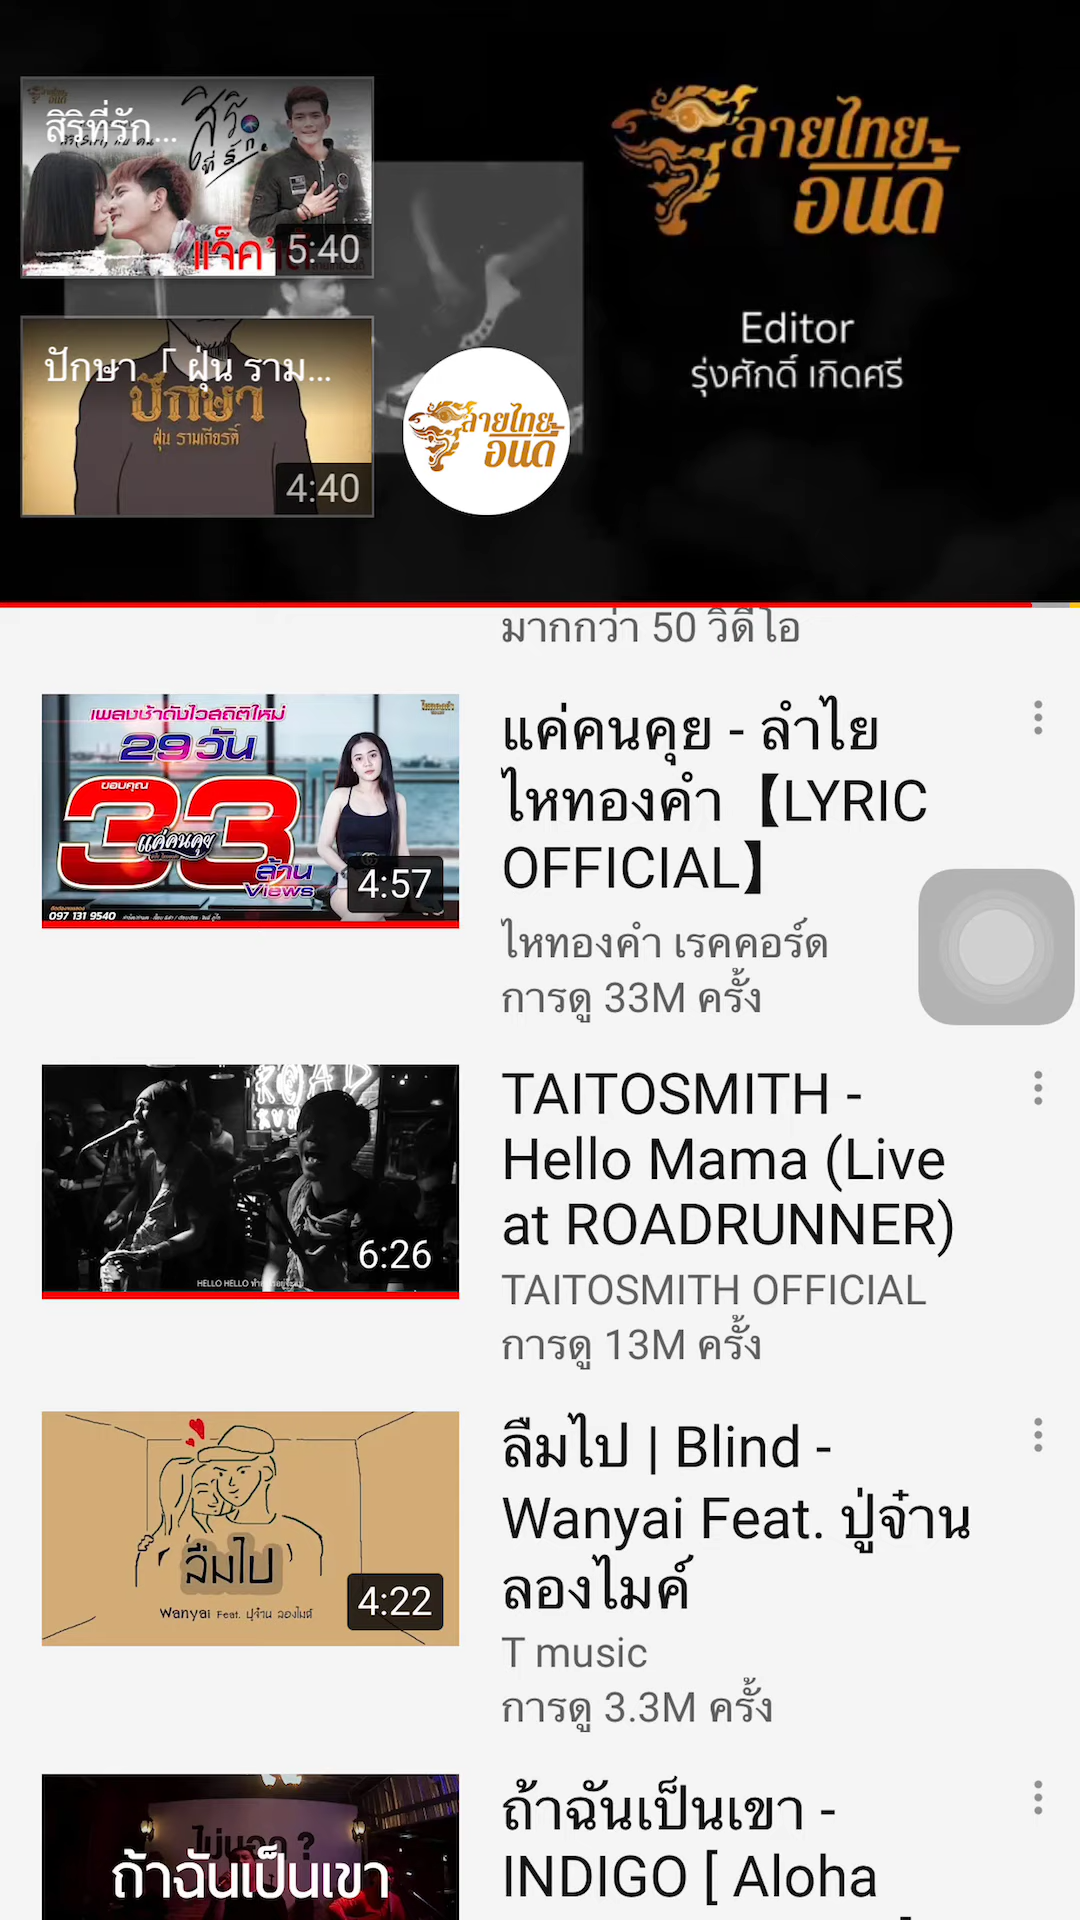 สิริที่รัก...
สิริ
ที่รัก
5:40
ลายไทย
อินดี้
Editor
รุ่งศักดิ์ เกิดศรี
ปักษา「 ฝุ่น ราม...
ปักษา
ฝุ่น รามเกียรติ์
4:40
ลายไทย
อินดี้
มากกว่า 50 วิดีโอ
เพลงช้าดังไวสถิติใหม่
29 วัน
ขอบคุณ
33
แค่คนคุย
ล้าน
Views
097 131 9540
4:57
แค่คนคุย - ลำไย
ไหทองคำ【LYRIC
OFFICIAL】
ไหทองคำ เรคคอร์ด
การดู 33M ครั้ง
ROAD
HELLO HELLO
6:26
TAITOSMITH -
Hello Mama (Live
at ROADRUNNER)
TAITOSMITH OFFICIAL
การดู 13M ครั้ง
ลืมไป
Wanyai Feat. ปู่จ๋าน ลองไมค์
4:22
ลืมไป | Blind -
Wanyai Feat. ปู่จ๋าน
ลองไมค์
T music
การดู 3.3M ครั้ง
ถ้าฉันเป็นเขา
ถ้าฉันเป็นเขา -
INDIGO [ Aloha